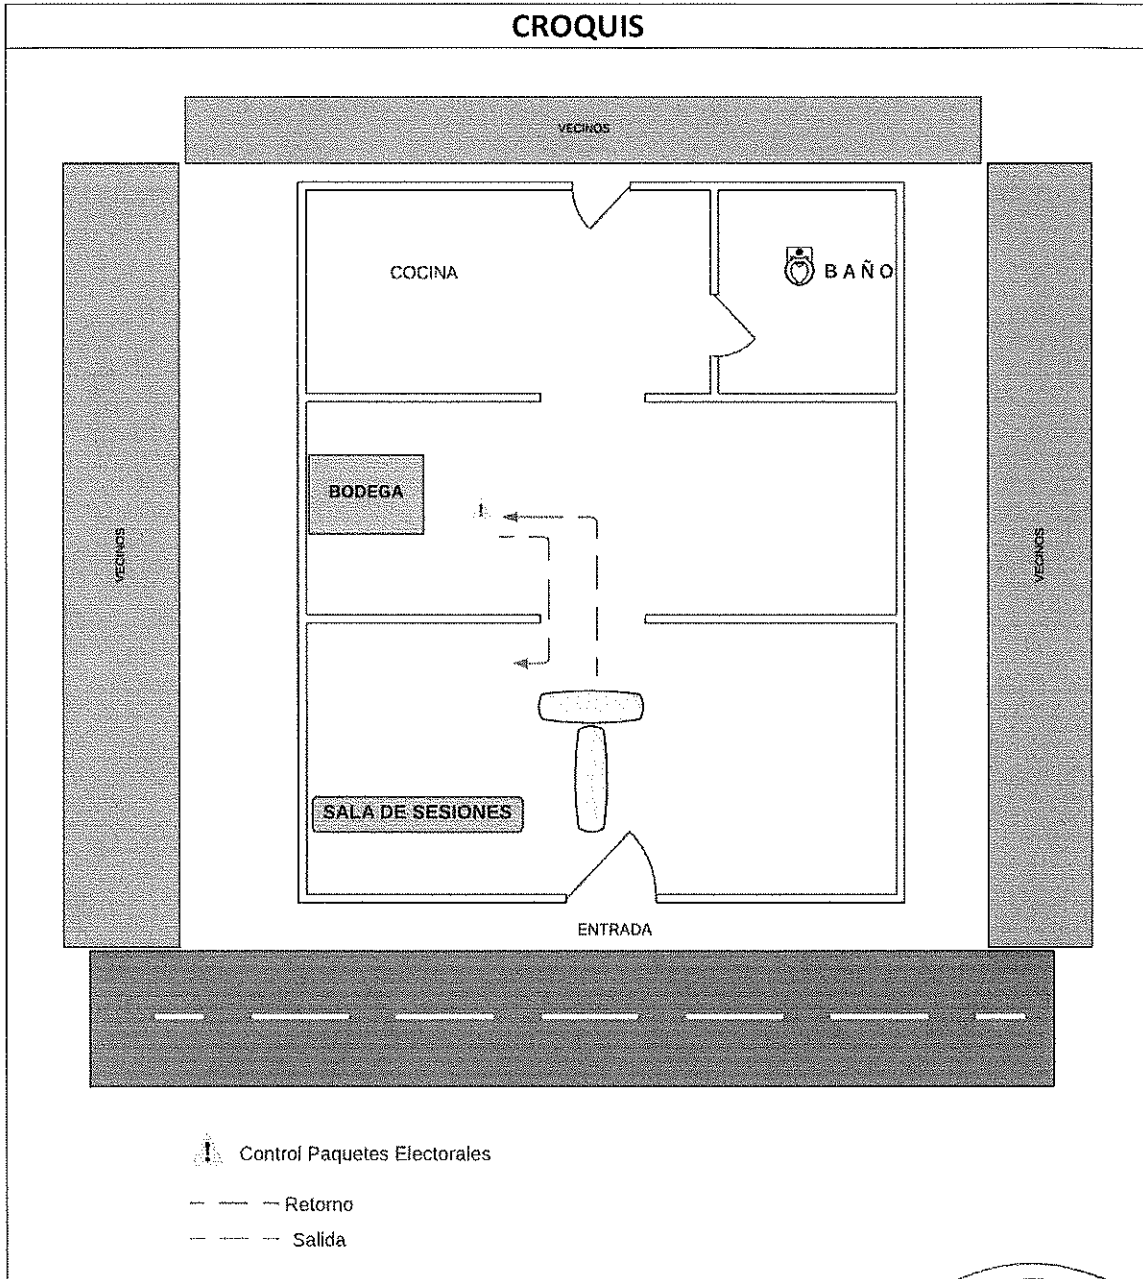 CROQUIS
VECINOS
COCINA
BAÑO
BODEGA
VECINOS
VECINOS
SALA DE SESIONES
ENTRADA
Control Paquetes Electorales
Retorno
Salida